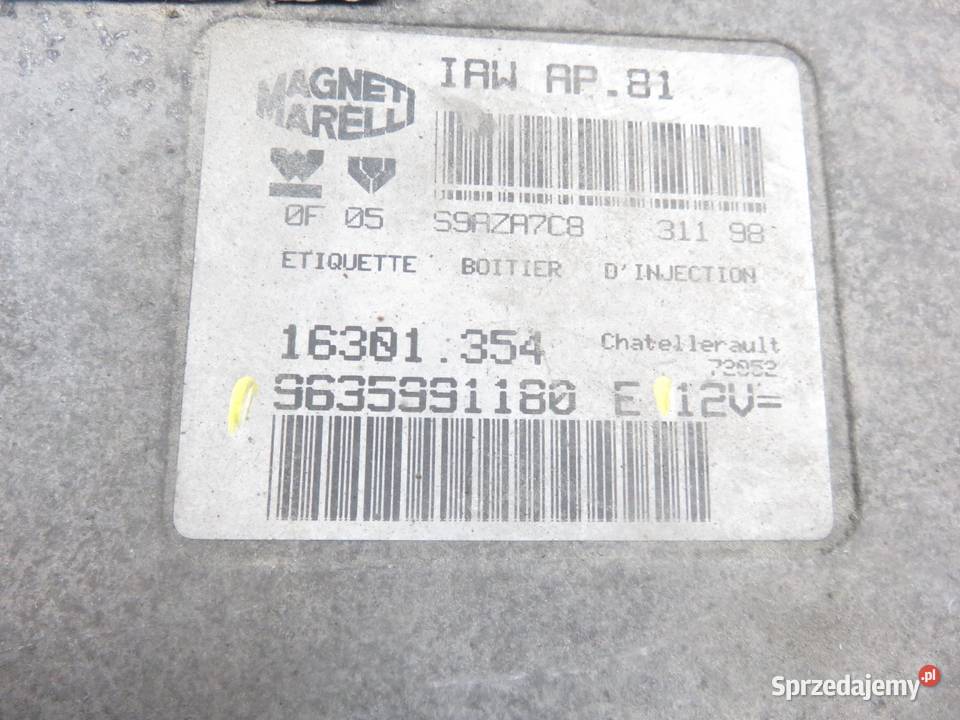 IAW AP.81
MAGNETI
MARELLI
0F 05
S9AZA7C8 311 98
ETIQUETTE BOITIER D'INJECTION
16301.354
Chatellerault
72052
9635991180 E 12V=
Sprzedajemy.pl